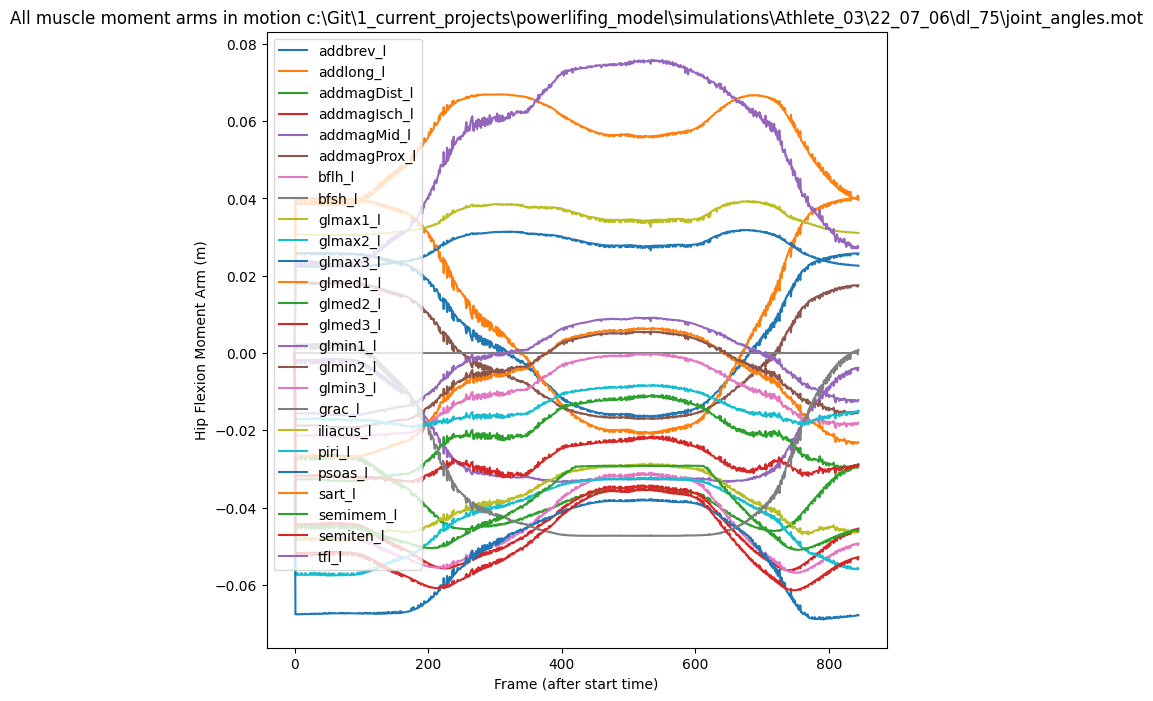 All muscle moment arms in motion c:\Git\1_current_projects\powerlifing_model\simulations\Athlete_03\22_07_06\dl_75\joint_angles.mot
0.08
0.06
0.04
0.02
0.00
−0.02
−0.04
−0.06
Hip Flexion Moment Arm (m)
addbrev_l
addlong_l
addmagDist_l
addmagIsch_l
addmagMid_l
addmagProx_l
bflh_l
bfsh_l
glmax1_l
glmax2_l
glmax3_l
glmed1_l
glmed2_l
glmed3_l
glmin1_l
glmin2_l
glmin3_l
grac_l
iliacus_l
piri_l
psoas_l
sart_l
semimem_l
semiten_l
tfl_l
0 200 400 600 800
Frame (after start time)